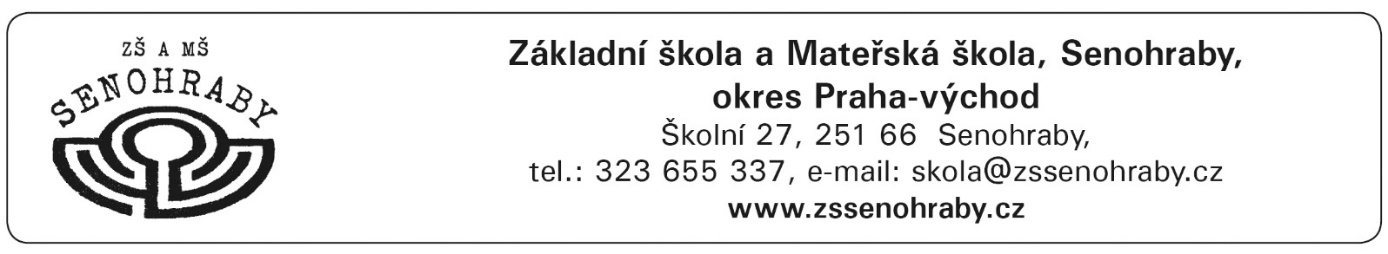 ZŠ A MŠ
SENOHRABY
Základní škola a Mateřská škola, Senohraby,
okres Praha-východ
Školní 27, 251 66 Senohraby,
tel.: 323 655 337, e-mail: skola@zssenohraby.cz
www.zssenohraby.cz